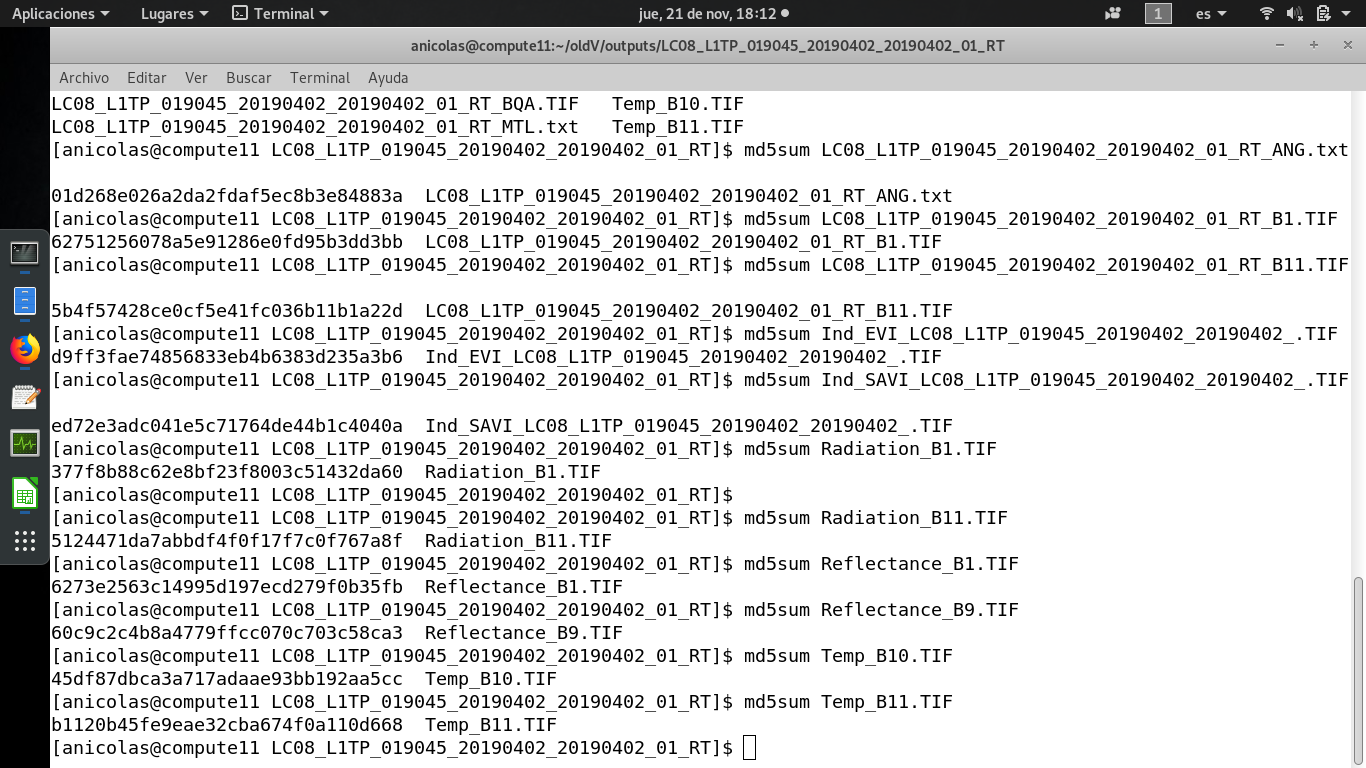 Aplicaciones Lugares Terminal jue, 21 de nov, 18:12 1 es
anicolas@compute11:~/oldV/outputs/LC08_L1TP_019045_20190402_20190402_01_RT
Archivo Editar Ver Buscar Terminal Ayuda
LC08_L1TP_019045_20190402_20190402_01_RT_BQA.TIF   Temp_B10.TIF
LC08_L1TP_019045_20190402_20190402_01_RT_MTL.txt   Temp_B11.TIF
[anicolas@compute11 LC08_L1TP_019045_20190402_20190402_01_RT]$ md5sum LC08_L1TP_019045_20190402_20190402_01_RT_ANG.txt
01d268e026a2da2fdaf5ec8b3e84883a  LC08_L1TP_019045_20190402_20190402_01_RT_ANG.txt
[anicolas@compute11 LC08_L1TP_019045_20190402_20190402_01_RT]$ md5sum LC08_L1TP_019045_20190402_20190402_01_RT_B1.TIF
62751256078a5e91286e0fd95b3dd3bb  LC08_L1TP_019045_20190402_20190402_01_RT_B1.TIF
[anicolas@compute11 LC08_L1TP_019045_20190402_20190402_01_RT]$ md5sum LC08_L1TP_019045_20190402_20190402_01_RT_B11.TIF
5b4f57428ce0cf5e41fc036b11b1a22d  LC08_L1TP_019045_20190402_20190402_01_RT_B11.TIF
[anicolas@compute11 LC08_L1TP_019045_20190402_20190402_01_RT]$ md5sum Ind_EVI_LC08_L1TP_019045_20190402_20190402_.TIF
d9ff3fae74856833eb4b6383d235a3b6  Ind_EVI_LC08_L1TP_019045_20190402_20190402_.TIF
[anicolas@compute11 LC08_L1TP_019045_20190402_20190402_01_RT]$ md5sum Ind_SAVI_LC08_L1TP_019045_20190402_20190402_.TIF
ed72e3adc041e5c71764de44b1c4040a  Ind_SAVI_LC08_L1TP_019045_20190402_20190402_.TIF
[anicolas@compute11 LC08_L1TP_019045_20190402_20190402_01_RT]$ md5sum Radiation_B1.TIF
377f8b88c62e8bf23f8003c51432da60  Radiation_B1.TIF
[anicolas@compute11 LC08_L1TP_019045_20190402_20190402_01_RT]$
[anicolas@compute11 LC08_L1TP_019045_20190402_20190402_01_RT]$ md5sum Radiation_B11.TIF
5124471da7abbdf4f0f17f7c0f767a8f  Radiation_B11.TIF
[anicolas@compute11 LC08_L1TP_019045_20190402_20190402_01_RT]$ md5sum Reflectance_B1.TIF
6273e2563c14995d197ecd279f0b35fb  Reflectance_B1.TIF
[anicolas@compute11 LC08_L1TP_019045_20190402_20190402_01_RT]$ md5sum Reflectance_B9.TIF
60c9c2c4b8a4779ffcc070c703c58ca3  Reflectance_B9.TIF
[anicolas@compute11 LC08_L1TP_019045_20190402_20190402_01_RT]$ md5sum Temp_B10.TIF
45df87dbca3a717adaae93bb192aa5cc  Temp_B10.TIF
[anicolas@compute11 LC08_L1TP_019045_20190402_20190402_01_RT]$ md5sum Temp_B11.TIF
b1120b45fe9eae32cba674f0a110d668  Temp_B11.TIF
[anicolas@compute11 LC08_L1TP_019045_20190402_20190402_01_RT]$